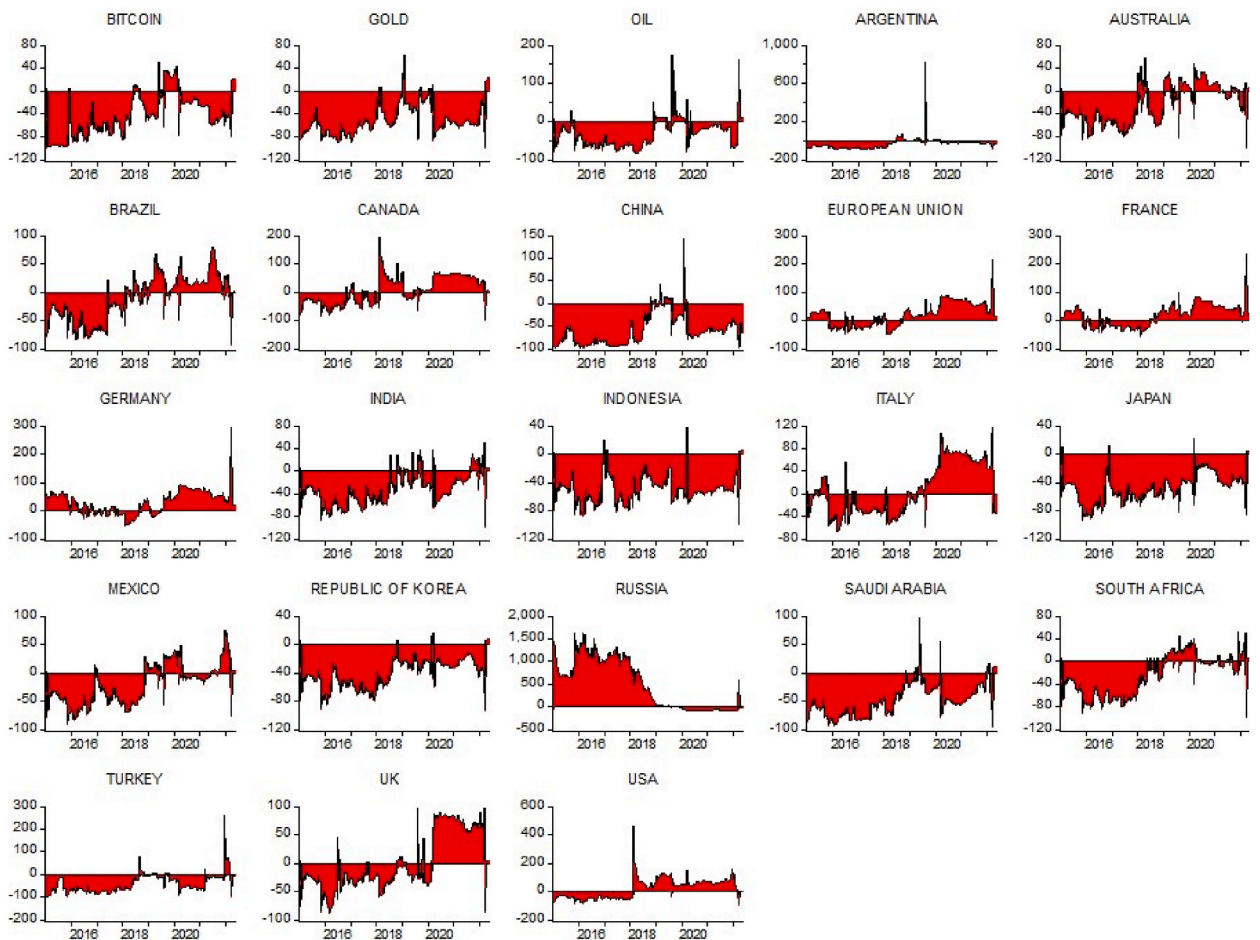 BITCOIN GOLD OIL ARGENTINA AUSTRALIA
80 80 200 1,000 80
40 40 800 40
0 0 100 0
-40 -40 0 200 -40
-80 -80 -80
-120 -120 -100 -200 -120
2016 2018 2020 2016 2018 2020 2016 2018 2020 2016 2018 2020 2016 2018 2020
BRAZIL CANADA CHINA EUROPEAN UNION FRANCE
100 200 150 300 300
50 100 100 200 200
0 0 50 100 100
-50 -100 0 0 0
-50
-100 -200 -100 -100 -100
2016 2018 2020 2016 2018 2020 2016 2018 2020 2016 2018 2020 2016 2018 2020
GERMANY INDIA INDONESIA ITALY JAPAN
300 80 40 120 40
200 40 0 80 0
100 0 40
0 -40 -40 0 -40
-80 -80 -40 -80
-100 -120 -120 -80 -120
2016 2018 2020 2016 2018 2020 2016 2018 2020 2016 2018 2020 2016 2018 2020
MEXICO REPUBLIC OF KOREA RUSSIA SAUDI ARABIA SOUTH AFRICA
100 40 2,000 100 80
50 0 1,500 50 40
0 -40 1,000 0 0
500 -40
-50 -80 0 -50 -80
-100 -120 -500 -100 -120
2016 2018 2020 2016 2018 2020 2016 2018 2020 2016 2018 2020 2016 2018 2020
TURKEY UK USA
300 100 600
200 50 400
100 0 200
0 -50 0
-100
-200 -100 -200
2016 2018 2020 2016 2018 2020 2016 2018 2020